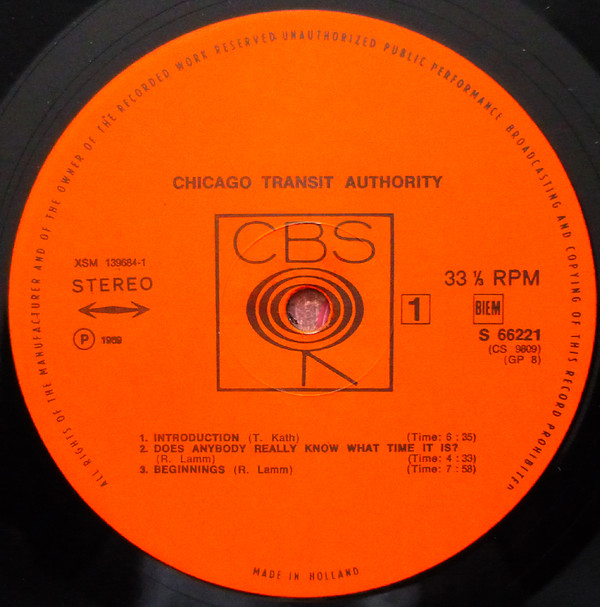 ALL RIGHTS OF THE MANUFACTURER AND OF THE OWNER OF THE RECORDED WORK RESERVED UNAUTHORIZED PUBLIC PERFORMANCE BROADCASTING AND COPYING OF THIS RECORD PROHIBITED
CHICAGO TRANSIT AUTHORITY
CBS
XSM 139684-1
STEREO
Ⓟ 1969
33 ⅓ RPM
1 BIEM
S 66221
(CS 9809)
(GP 8)
1. INTRODUCTION (T. Kath) (Time: 6 : 35)
2. DOES ANYBODY REALLY KNOW WHAT TIME IT IS?
(R. Lamm) (Time: 4 : 33)
3. BEGINNINGS (R. Lamm) (Time: 7 : 58)
MADE IN HOLLAND